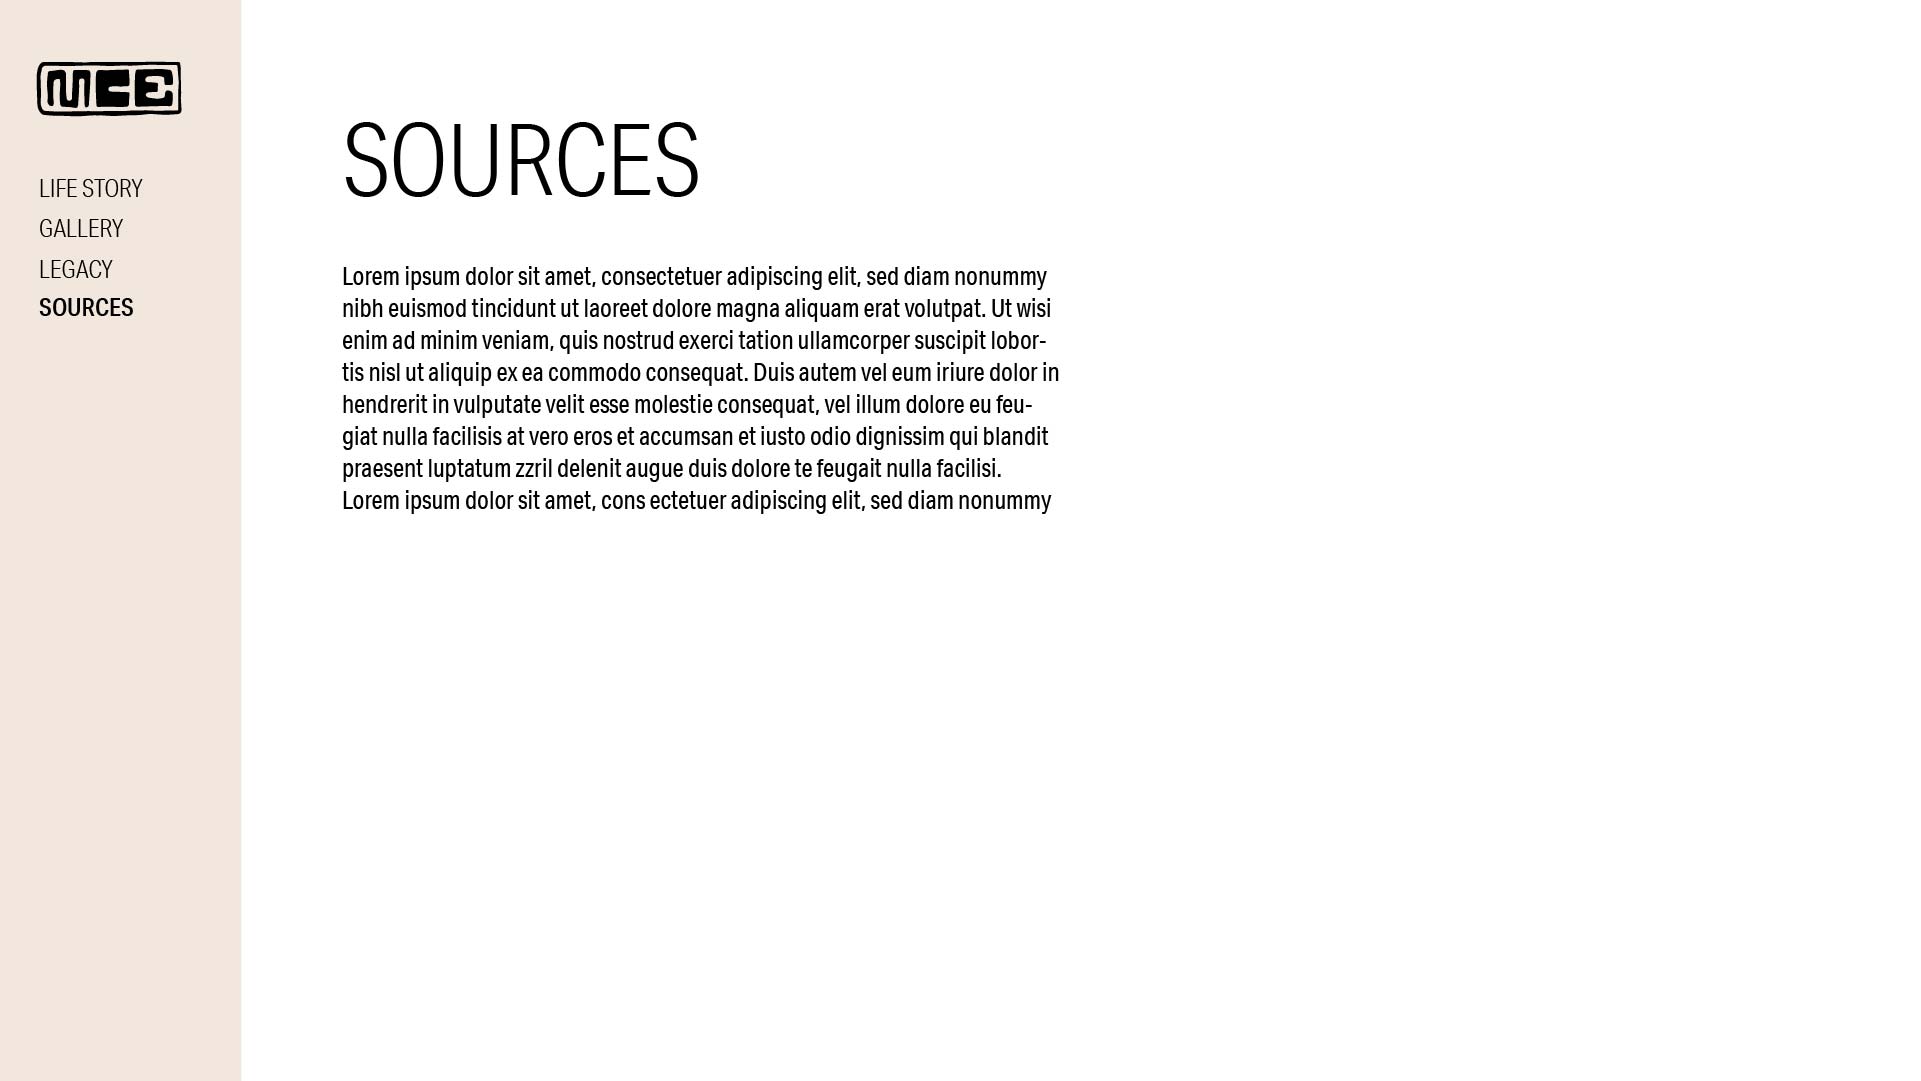 MCE
LIFE STORY
GALLERY
LEGACY
SOURCES
SOURCES
Lorem ipsum dolor sit amet, consectetuer adipiscing elit, sed diam nonummy
nibh euismod tincidunt ut laoreet dolore magna aliquam erat volutpat. Ut wisi
enim ad minim veniam, quis nostrud exerci tation ullamcorper suscipit lobor-
tis nisl ut aliquip ex ea commodo consequat. Duis autem vel eum iriure dolor in
hendrerit in vulputate velit esse molestie consequat, vel illum dolore eu feu-
giat nulla facilisis at vero eros et accumsan et iusto odio dignissim qui blandit
praesent luptatum zzril delenit augue duis dolore te feugait nulla facilisi.
Lorem ipsum dolor sit amet, cons ectetuer adipiscing elit, sed diam nonummy